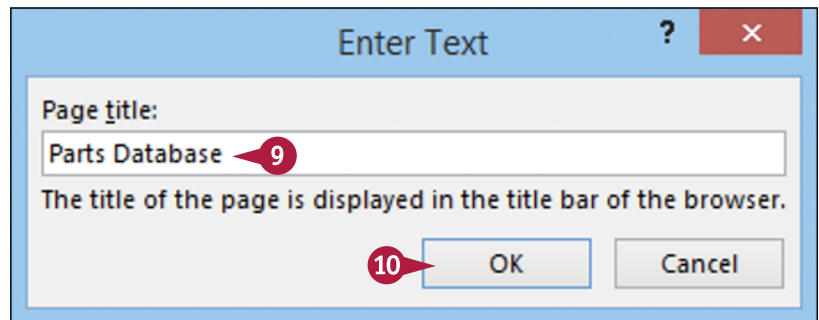 Enter Text ? ×
Page title:
Parts Database 9
The title of the page is displayed in the title bar of the browser.
10 OK Cancel